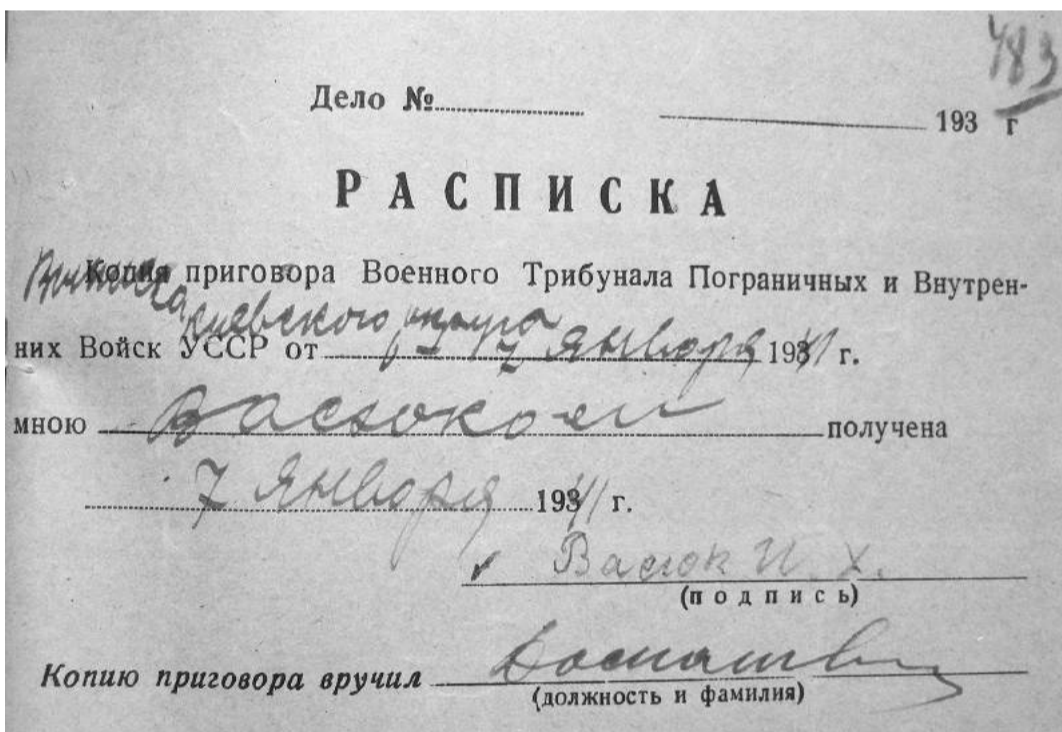 483
Дело № 193 г
РАСПИСКА
Копия приговора Военного Трибунала Пограничных и Внутрен-
Киевского округа
них Войск УССР от 7 января 1941 г.
мною Васюком получена
7 января 1941 г.
Васюк И. Х.
(подпись)
Копию приговора вручил
(должность и фамилия)